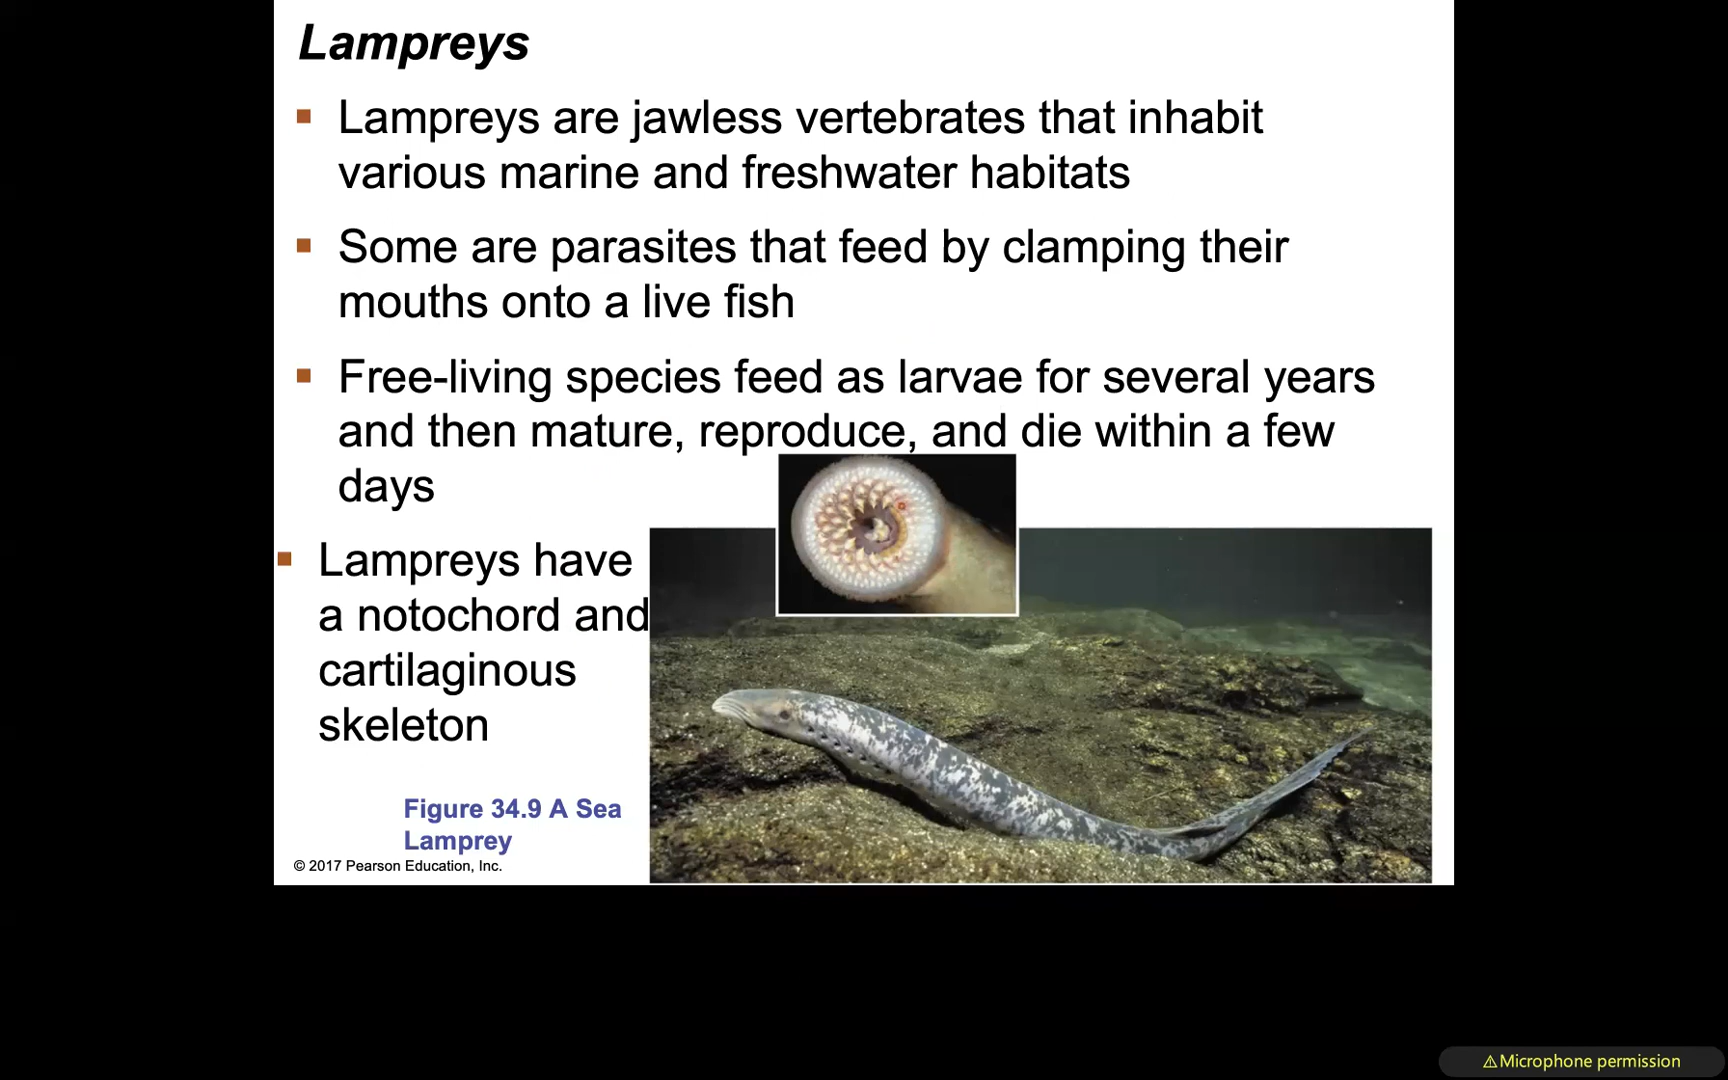 Lampreys
Lampreys are jawless vertebrates that inhabit
various marine and freshwater habitats
Some are parasites that feed by clamping their
mouths onto a live fish
Free-living species feed as larvae for several years
and then mature, reproduce, and die within a few
days
Lampreys have
a notochord and
cartilaginous
skeleton
Figure 34.9 A Sea
Lamprey
© 2017 Pearson Education, Inc.
⚠Microphone permission